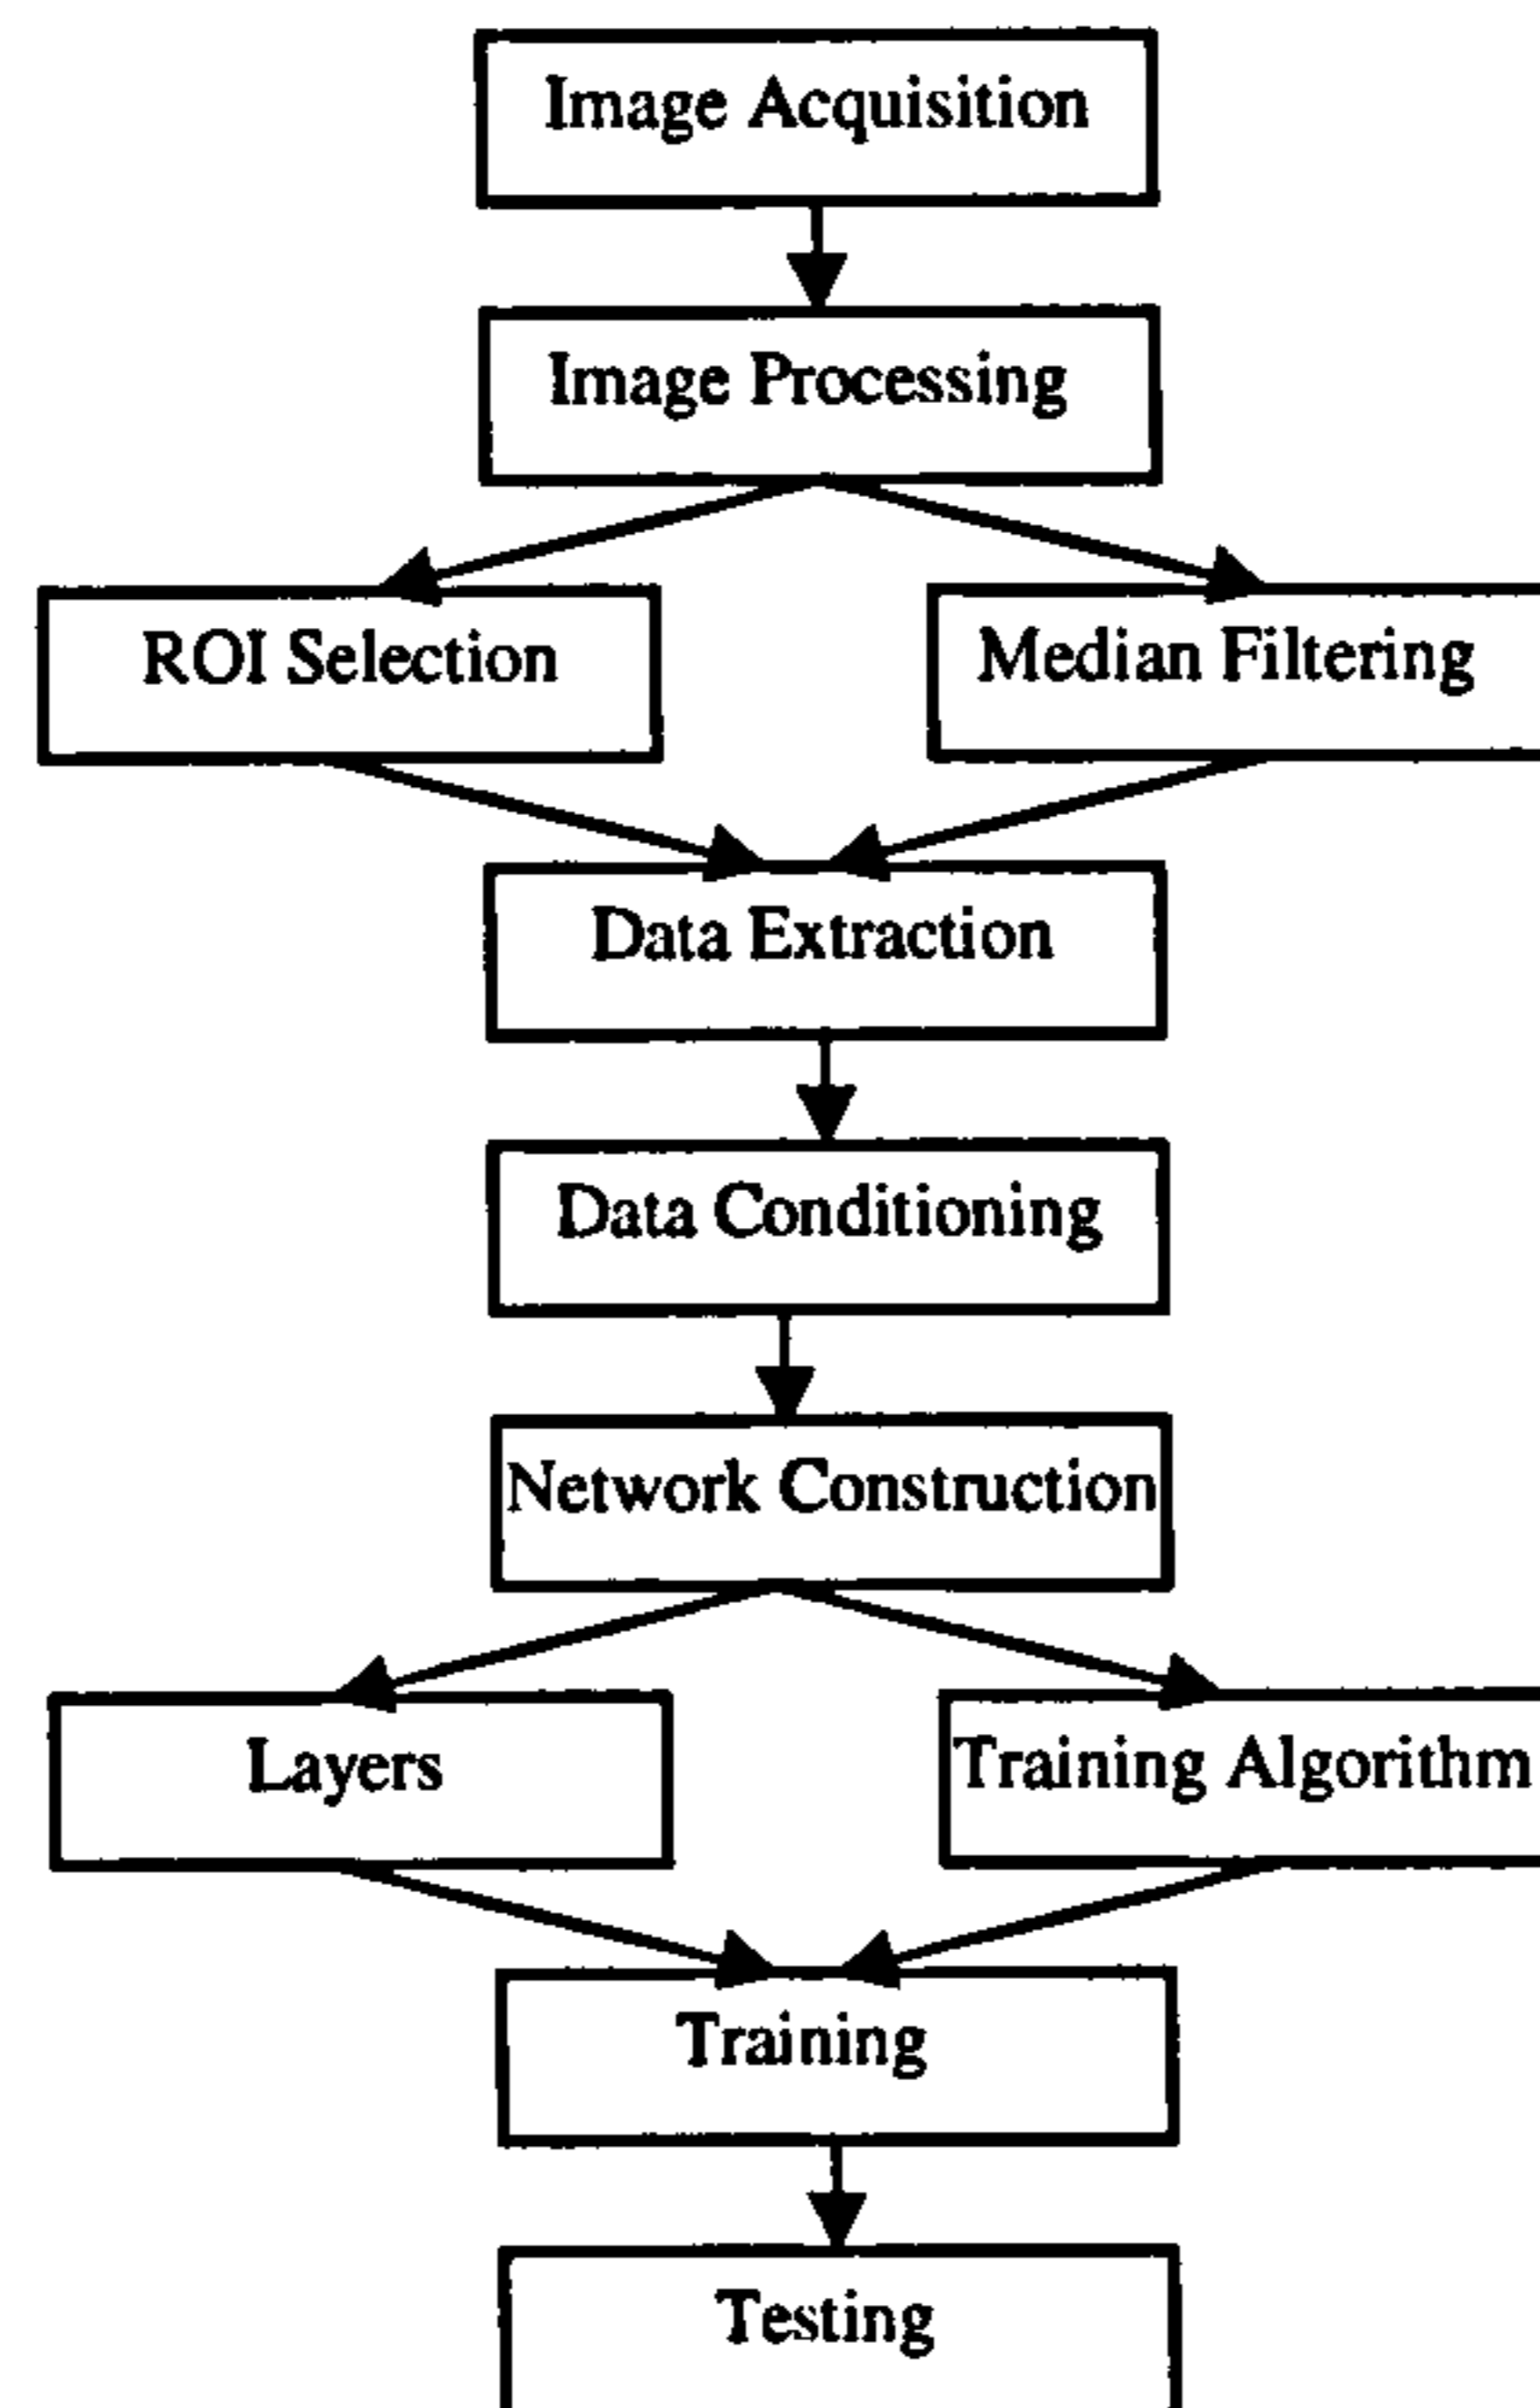 Image Acquisition
Image Processing
ROI Selection
Median Filtering
Data Extraction
Data Conditioning
Network Construction
Layers
Training Algorithm
Training
Testing